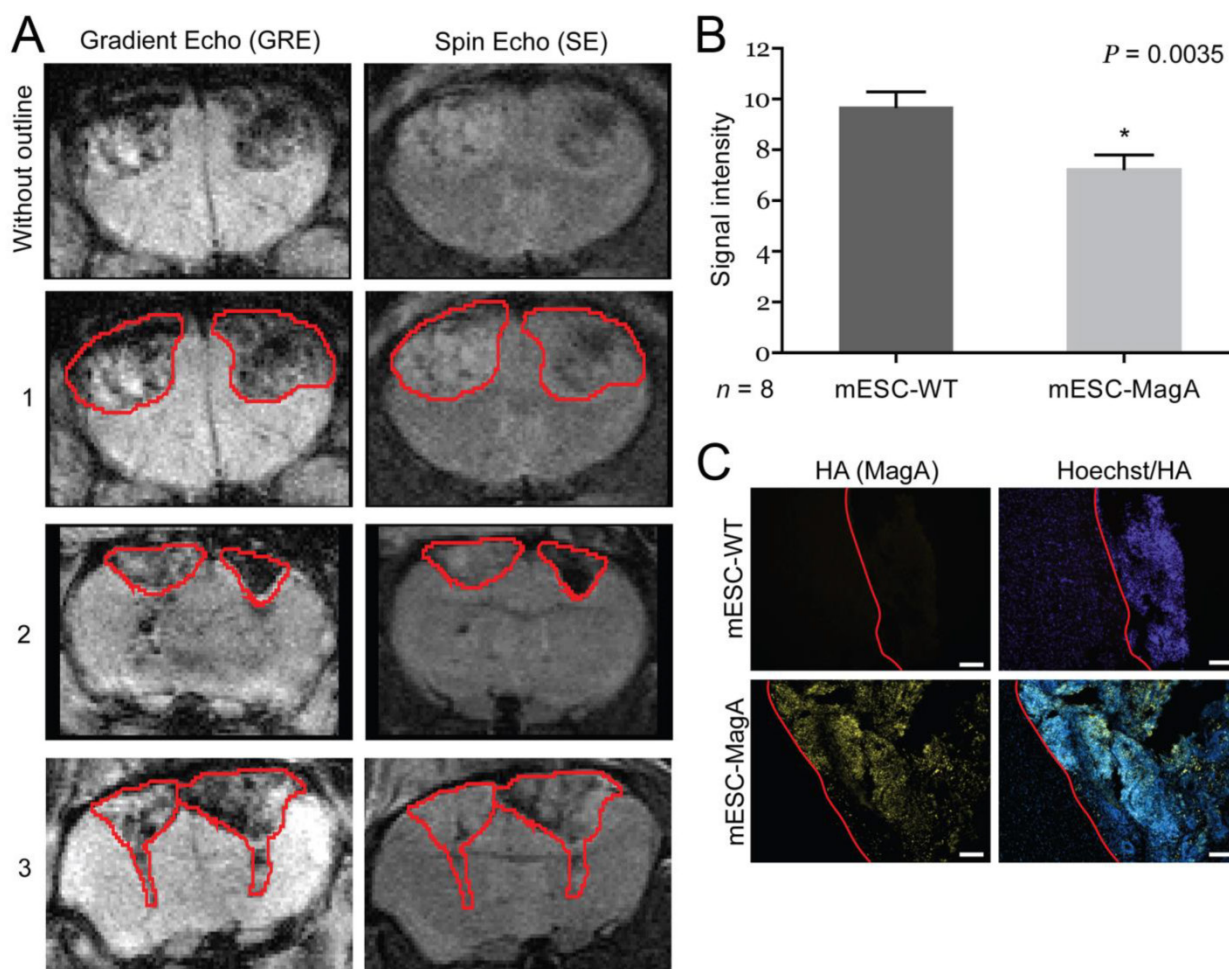 A
Gradient Echo (GRE)
Spin Echo (SE)
Without outline
1
2
3
B
P = 0.0035
Signal intensity
12
10
8
6
4
2
0
*
n = 8
mESC-WT
mESC-MagA
C
HA (MagA)
Hoechst/HA
mESC-WT
mESC-MagA